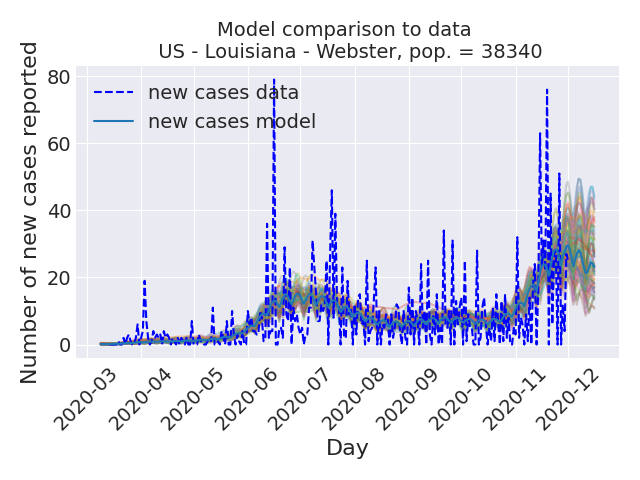 Model comparison to data
US - Louisiana - Webster, pop. = 38340
Number of new cases reported
80
60
40
20
0
new cases data
new cases model
2020-03
2020-04
2020-05
2020-06
2020-07
2020-08
2020-09
2020-10
2020-11
2020-12
Day